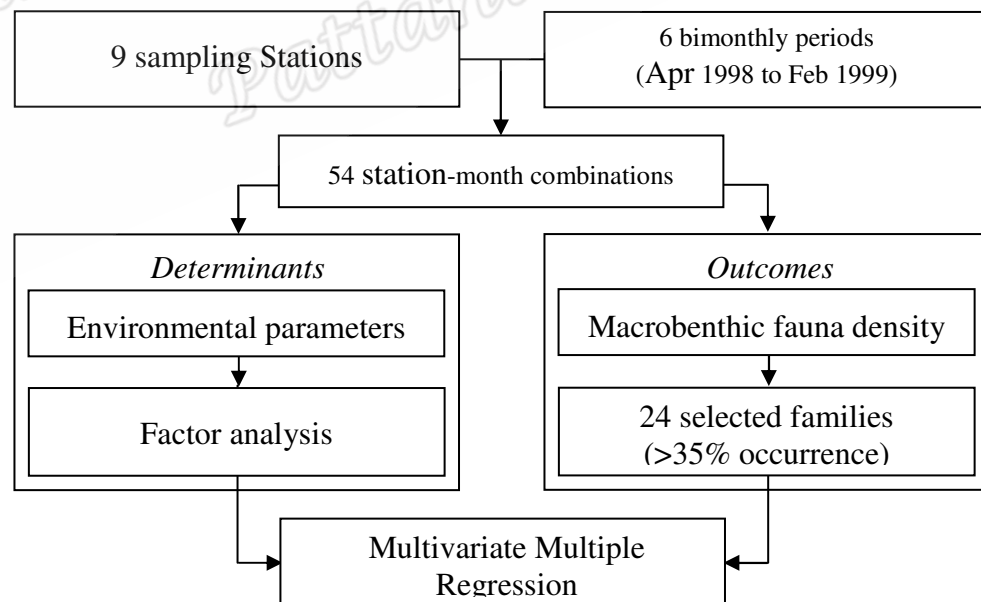 Pattani
9 sampling Stations
6 bimonthly periods
(Apr 1998 to Feb 1999)
54 station-month combinations
Determinants
Environmental parameters
Factor analysis
Outcomes
Macrobenthic fauna density
24 selected families
(>35% occurrence)
Multivariate Multiple
Regression